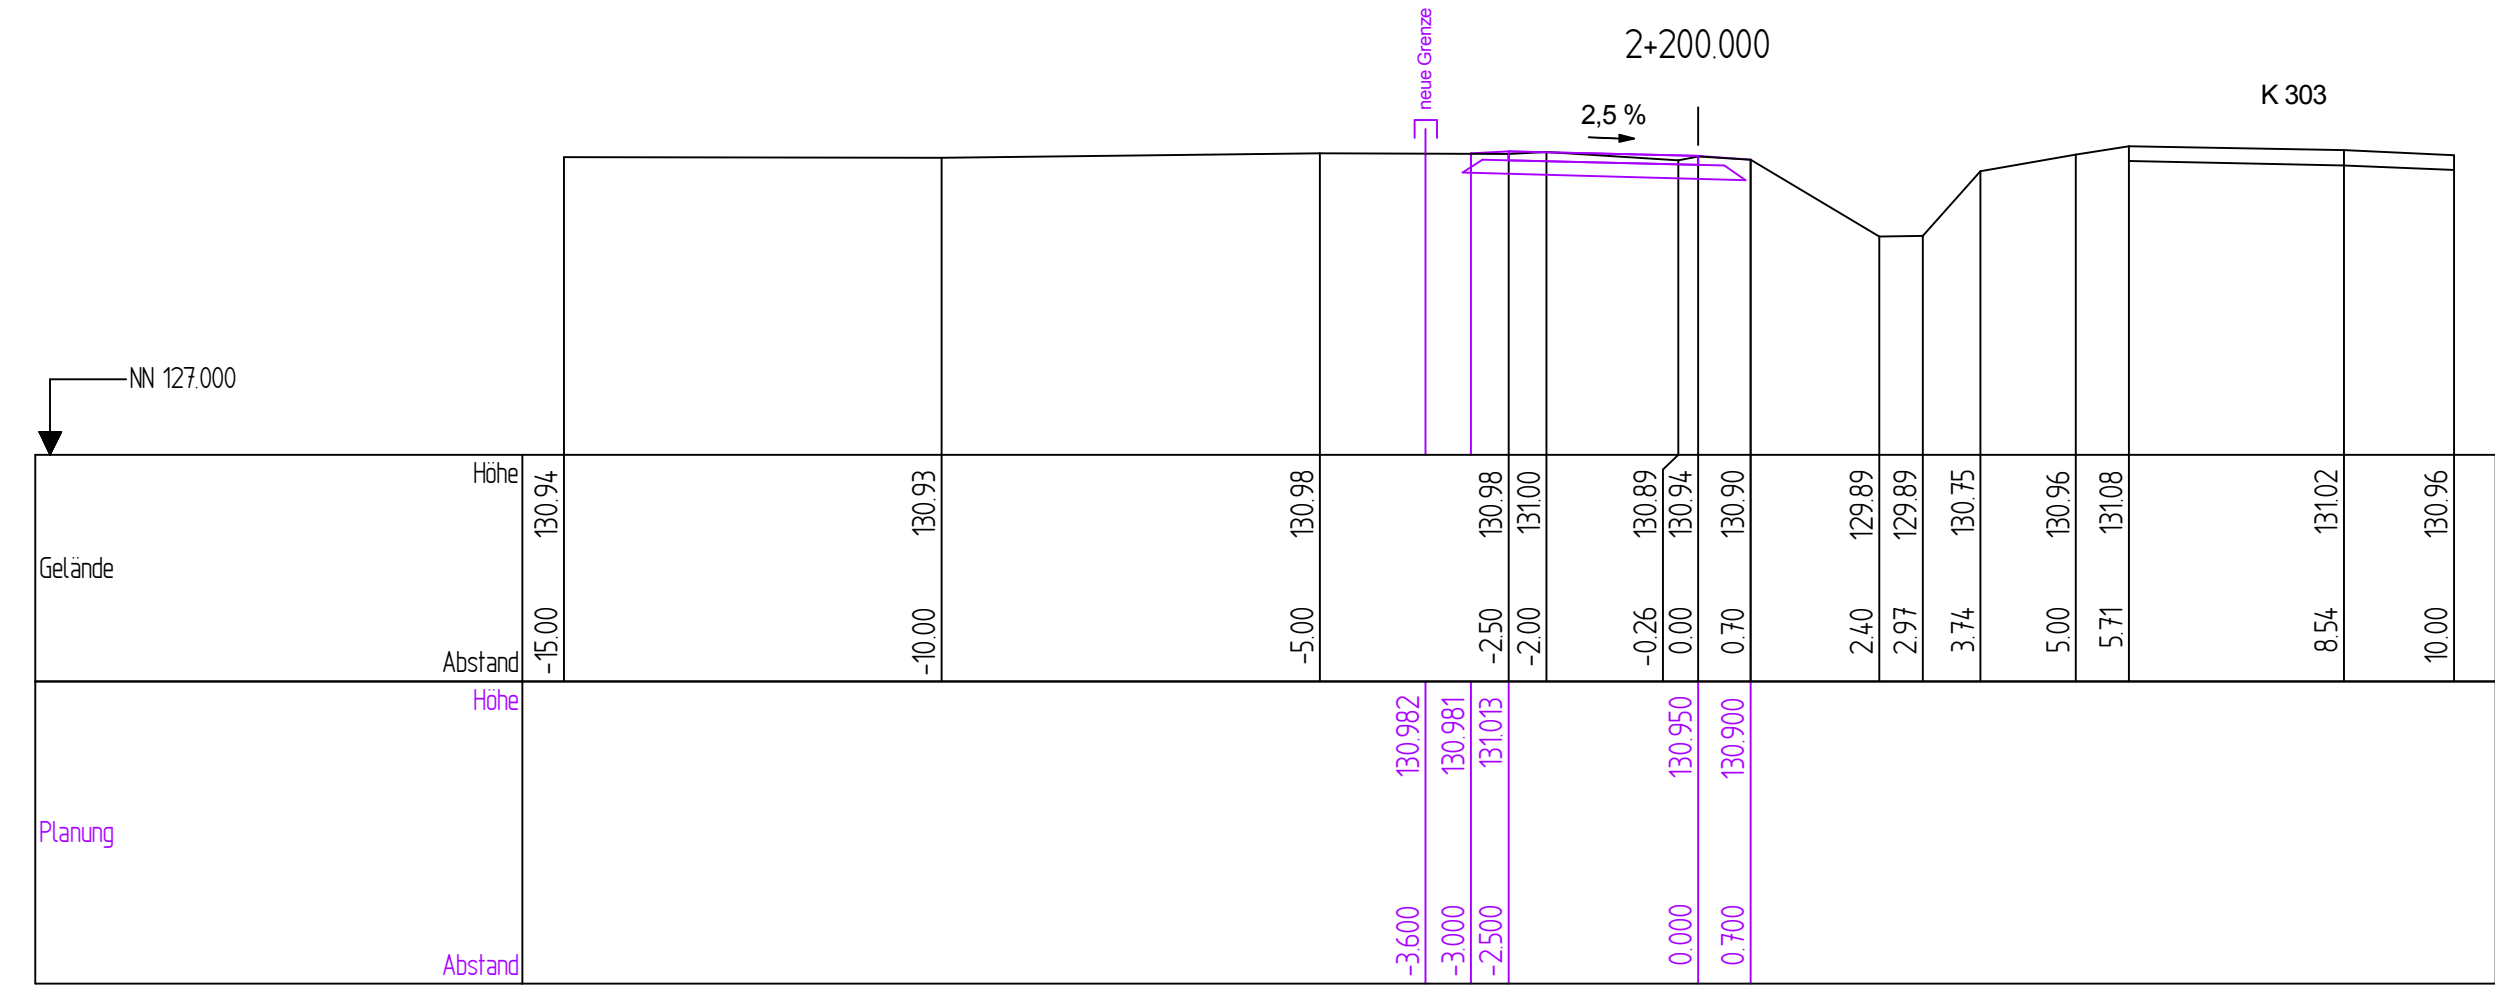 neue Grenze
2+200.000
2,5 %
K 303
NN 127.000
Gelände
Höhe
130.94 130.93 130.98 130.98 131.00 130.89 130.94 130.90 129.89 129.89 130.75 130.96 131.08 131.02 130.96
Abstand
-15.00 -10.00 -5.00 -2.50 -2.00 -0.26 0.00 0.70 2.40 2.97 3.74 5.00 5.71 8.54 10.00
Planung
Höhe
130.982 130.981 131.013 130.950 130.900
Abstand
-3.600 -3.000 -2.500 0.000 0.700